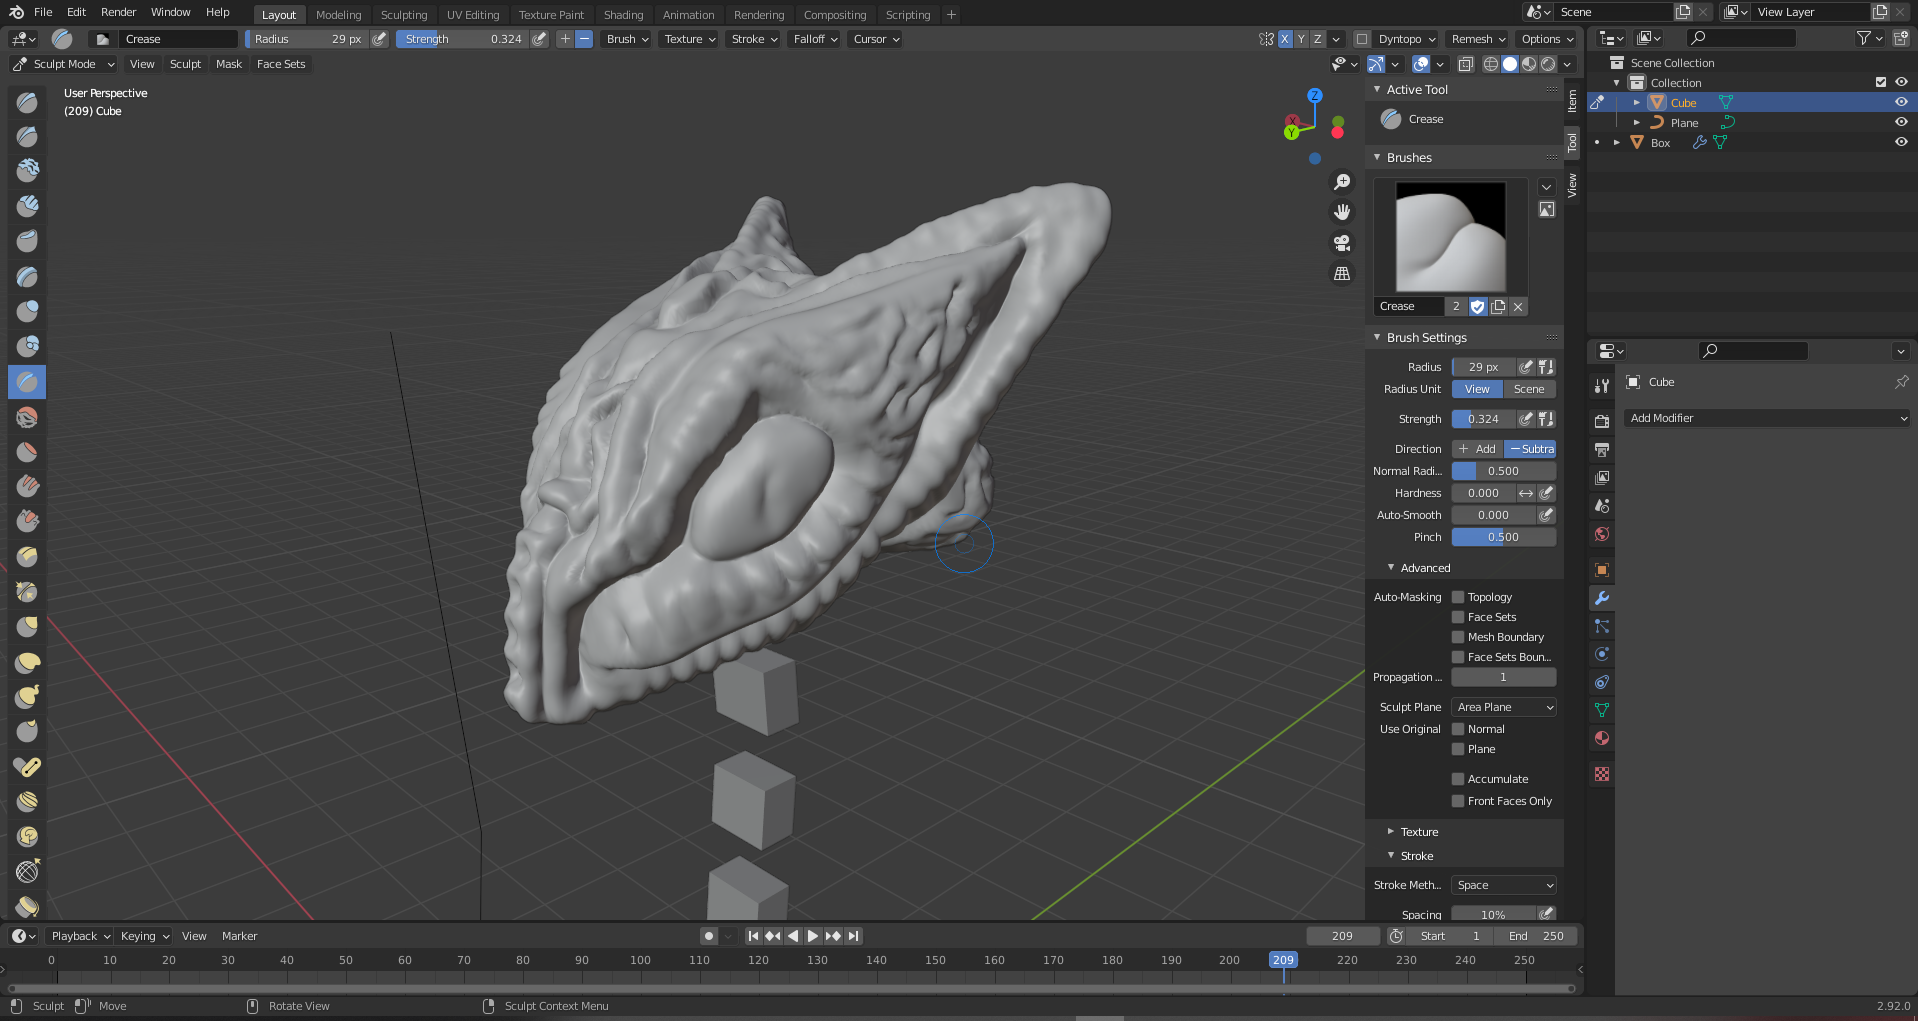 File Edit Render Window Help Layout Modeling Sculpting UV Editing Texture Paint Shading Animation Rendering Compositing Scripting + Scene View Layer
Crease Radius 29 px Strength 0.324 Brush Texture Stroke Falloff Cursor X Y Z Dyntopo Remesh Options
Sculpt Mode View Sculpt Mask Face Sets
User Perspective
(209) Cube
Z
X
Y
Active Tool
Crease
Brushes
Crease 2
Brush Settings
Radius 29 px
Radius Unit View Scene
Strength 0.324
Direction + Add Subtra
Normal Radi... 0.500
Hardness 0.000
Auto-Smooth 0.000
Pinch 0.500
Advanced
Auto-Masking Topology
Face Sets
Mesh Boundary
Face Sets Boun...
Propagation ... 1
Sculpt Plane Area Plane
Use Original Normal
Plane
Accumulate
Front Faces Only
Texture
Stroke
Stroke Meth... Space
Spacing 10%
Item
Tool
View
Scene Collection
Collection
Cube
Plane
Box
Cube
Add Modifier
Playback Keying View Marker 209 Start 1 End 250
0 10 20 30 40 50 60 70 80 90 100 110 120 130 140 150 160 170 180 190 200 209 220 230 240 250
Sculpt Move Rotate View Sculpt Context Menu 2.92.0